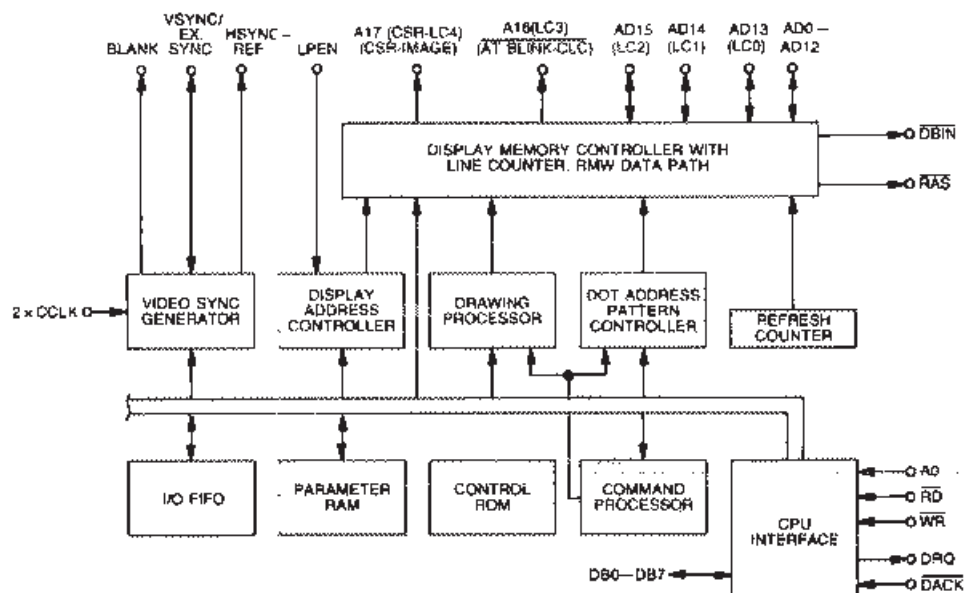 BLANK
VSYNC/
EX.
SYNC
HSYNC-
REF
LPEN
A17 (CSR-LC4)
(CSR-IMAGE)
A16(LC3)
(AT BLINK-CLC)
AD15
(LC2)
AD14
(LC1)
AD13
(LC0)
AD0-
AD12
DISPLAY MEMORY CONTROLLER WITH
LINE COUNTER, RMW DATA PATH
DBIN
RAS
2 x CCLK
VIDEO SYNC
GENERATOR
DISPLAY
ADDRESS
CONTROLLER
DRAWING
PROCESSOR
DOT ADDRESS
PATTERN
CONTROLLER
REFRESH
COUNTER
I/O FIFO
PARAMETER
RAM
CONTROL
ROM
COMMAND
PROCESSOR
CPU
INTERFACE
A0
RD
WR
DRQ
DACK
DB0-DB7